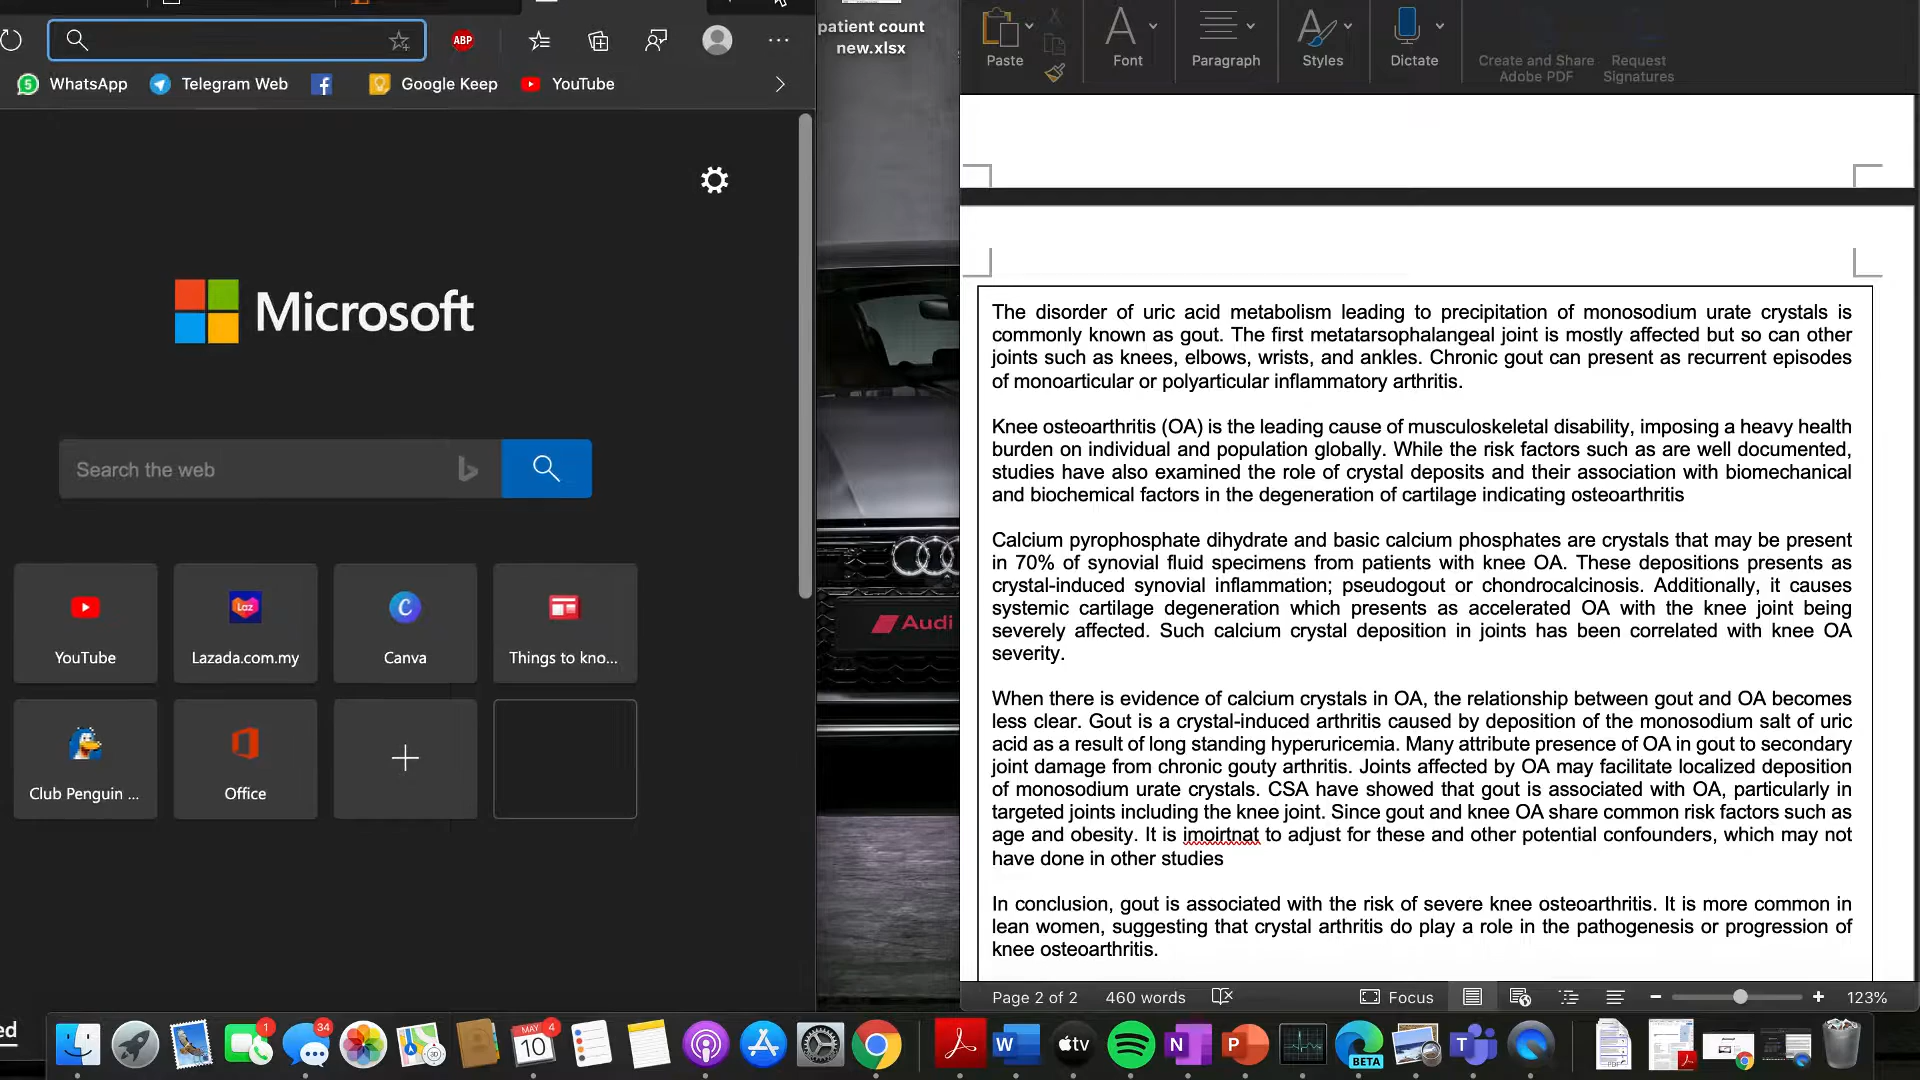 ABP
WhatsApp
Telegram Web
Google Keep
YouTube
Microsoft
Search the web
YouTube
Lazada.com.my
Canva
Things to kno...
Club Penguin ...
Office
patient count
new.xlsx
Audi
Paste
Font
Paragraph
Styles
Dictate
Create and Share
Adobe PDF
Request
Signatures
The disorder of uric acid metabolism leading to precipitation of monosodium urate crystals is
commonly known as gout. The first metatarsophalangeal joint is mostly affected but so can other
joints such as knees, elbows, wrists, and ankles. Chronic gout can present as recurrent episodes
of monoarticular or polyarticular inflammatory arthritis.
Knee osteoarthritis (OA) is the leading cause of musculoskeletal disability, imposing a heavy health
burden on individual and population globally. While the risk factors such as are well documented,
studies have also examined the role of crystal deposits and their association with biomechanical
and biochemical factors in the degeneration of cartilage indicating osteoarthritis
Calcium pyrophosphate dihydrate and basic calcium phosphates are crystals that may be present
in 70% of synovial fluid specimens from patients with knee OA. These depositions presents as
crystal-induced synovial inflammation; pseudogout or chondrocalcinosis. Additionally, it causes
systemic cartilage degeneration which presents as accelerated OA with the knee joint being
severely affected. Such calcium crystal deposition in joints has been correlated with knee OA
severity.
When there is evidence of calcium crystals in OA, the relationship between gout and OA becomes
less clear. Gout is a crystal-induced arthritis caused by deposition of the monosodium salt of uric
acid as a result of long standing hyperuricemia. Many attribute presence of OA in gout to secondary
joint damage from chronic gouty arthritis. Joints affected by OA may facilitate localized deposition
of monosodium urate crystals. CSA have showed that gout is associated with OA, particularly in
targeted joints including the knee joint. Since gout and knee OA share common risk factors such as
age and obesity. It is imoirtnat to adjust for these and other potential confounders, which may not
have done in other studies
In conclusion, gout is associated with the risk of severe knee osteoarthritis. It is more common in
lean women, suggesting that crystal arthritis do play a role in the pathogenesis or progression of
knee osteoarthritis.
Page 2 of 2
460 words
Focus
123%
ed
1
34
MAY 4
10
tv
BETA